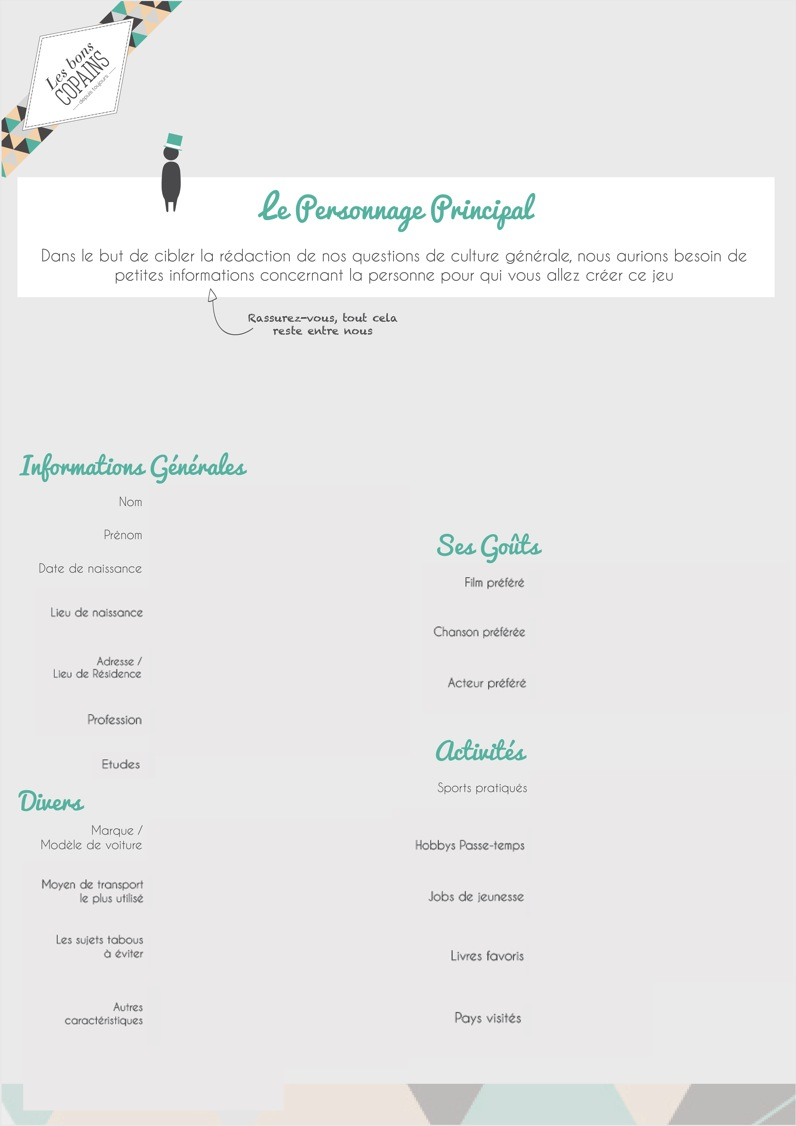 Les bons
COPAINS
depuis toujours
Le Personnage Principal
Dans le but de cibler la rédaction de nos questions de culture générale, nous aurions besoin de
petites informations concernant la personne pour qui vous allez créer ce jeu
Rassurez-vous, tout cela
reste entre nous
Informations Générales
Nom
Prénom
Date de naissance
Lieu de naissance
Adresse /
Lieu de Résidence
Profession
Etudes
Divers
Marque /
Modèle de voiture
Moyen de transport
le plus utilisé
Les sujets tabous
à éviter
Autres
caractéristiques
Ses Goûts
Film préféré
Chanson préférée
Acteur préféré
Activités
Sports pratiqués
Hobbys Passe-temps
Jobs de jeunesse
Livres favoris
Pays visités